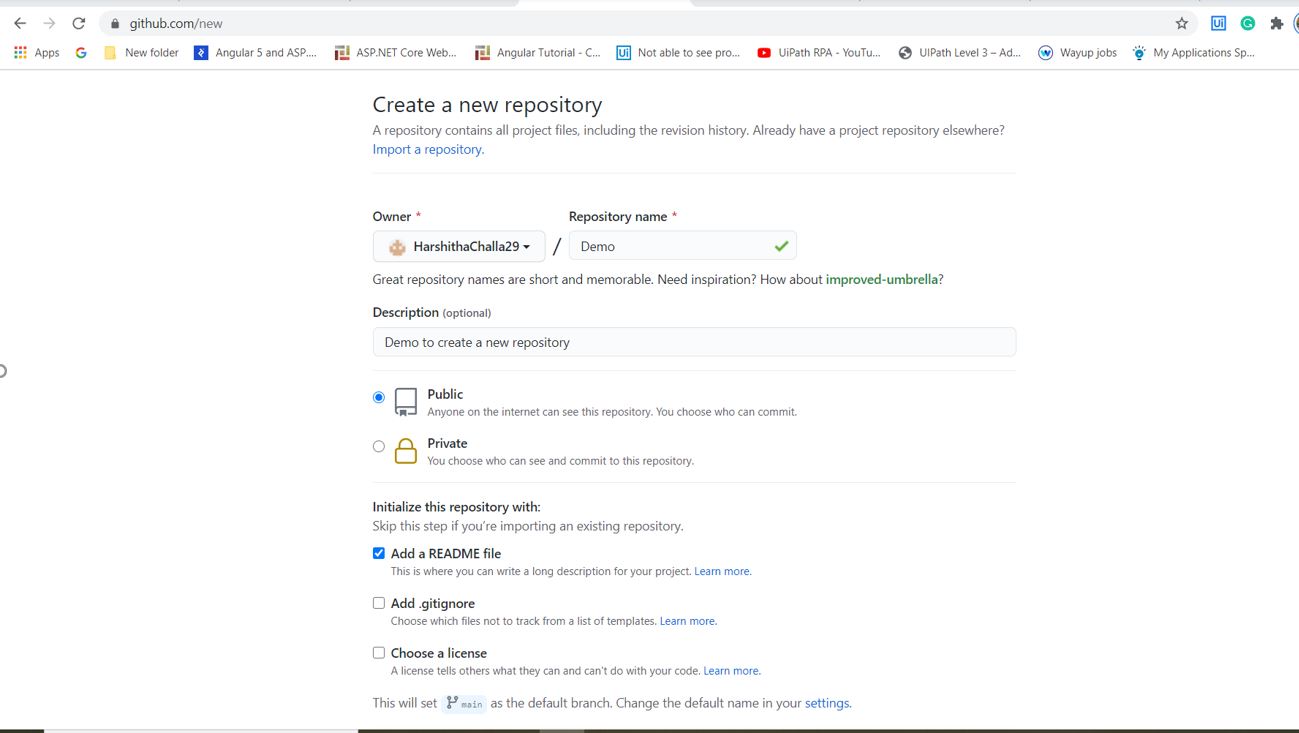 github.com/new
Apps
New folder
Angular 5 and ASP....
ASP.NET Core Web...
Angular Tutorial - C...
Not able to see pro...
UiPath RPA - YouTu...
UIPath Level 3 – Ad...
Wayup jobs
My Applications Sp...
Create a new repository
A repository contains all project files, including the revision history. Already have a project repository elsewhere?
Import a repository.
Owner *
Repository name *
HarshithaChalla29
/
Demo
Great repository names are short and memorable. Need inspiration? How about improved-umbrella?
Description (optional)
Demo to create a new repository
Public
Anyone on the internet can see this repository. You choose who can commit.
Private
You choose who can see and commit to this repository.
Initialize this repository with:
Skip this step if you're importing an existing repository.
Add a README file
This is where you can write a long description for your project. Learn more.
Add .gitignore
Choose which files not to track from a list of templates. Learn more.
Choose a license
A license tells others what they can and can't do with your code. Learn more.
This will set main as the default branch. Change the default name in your settings.